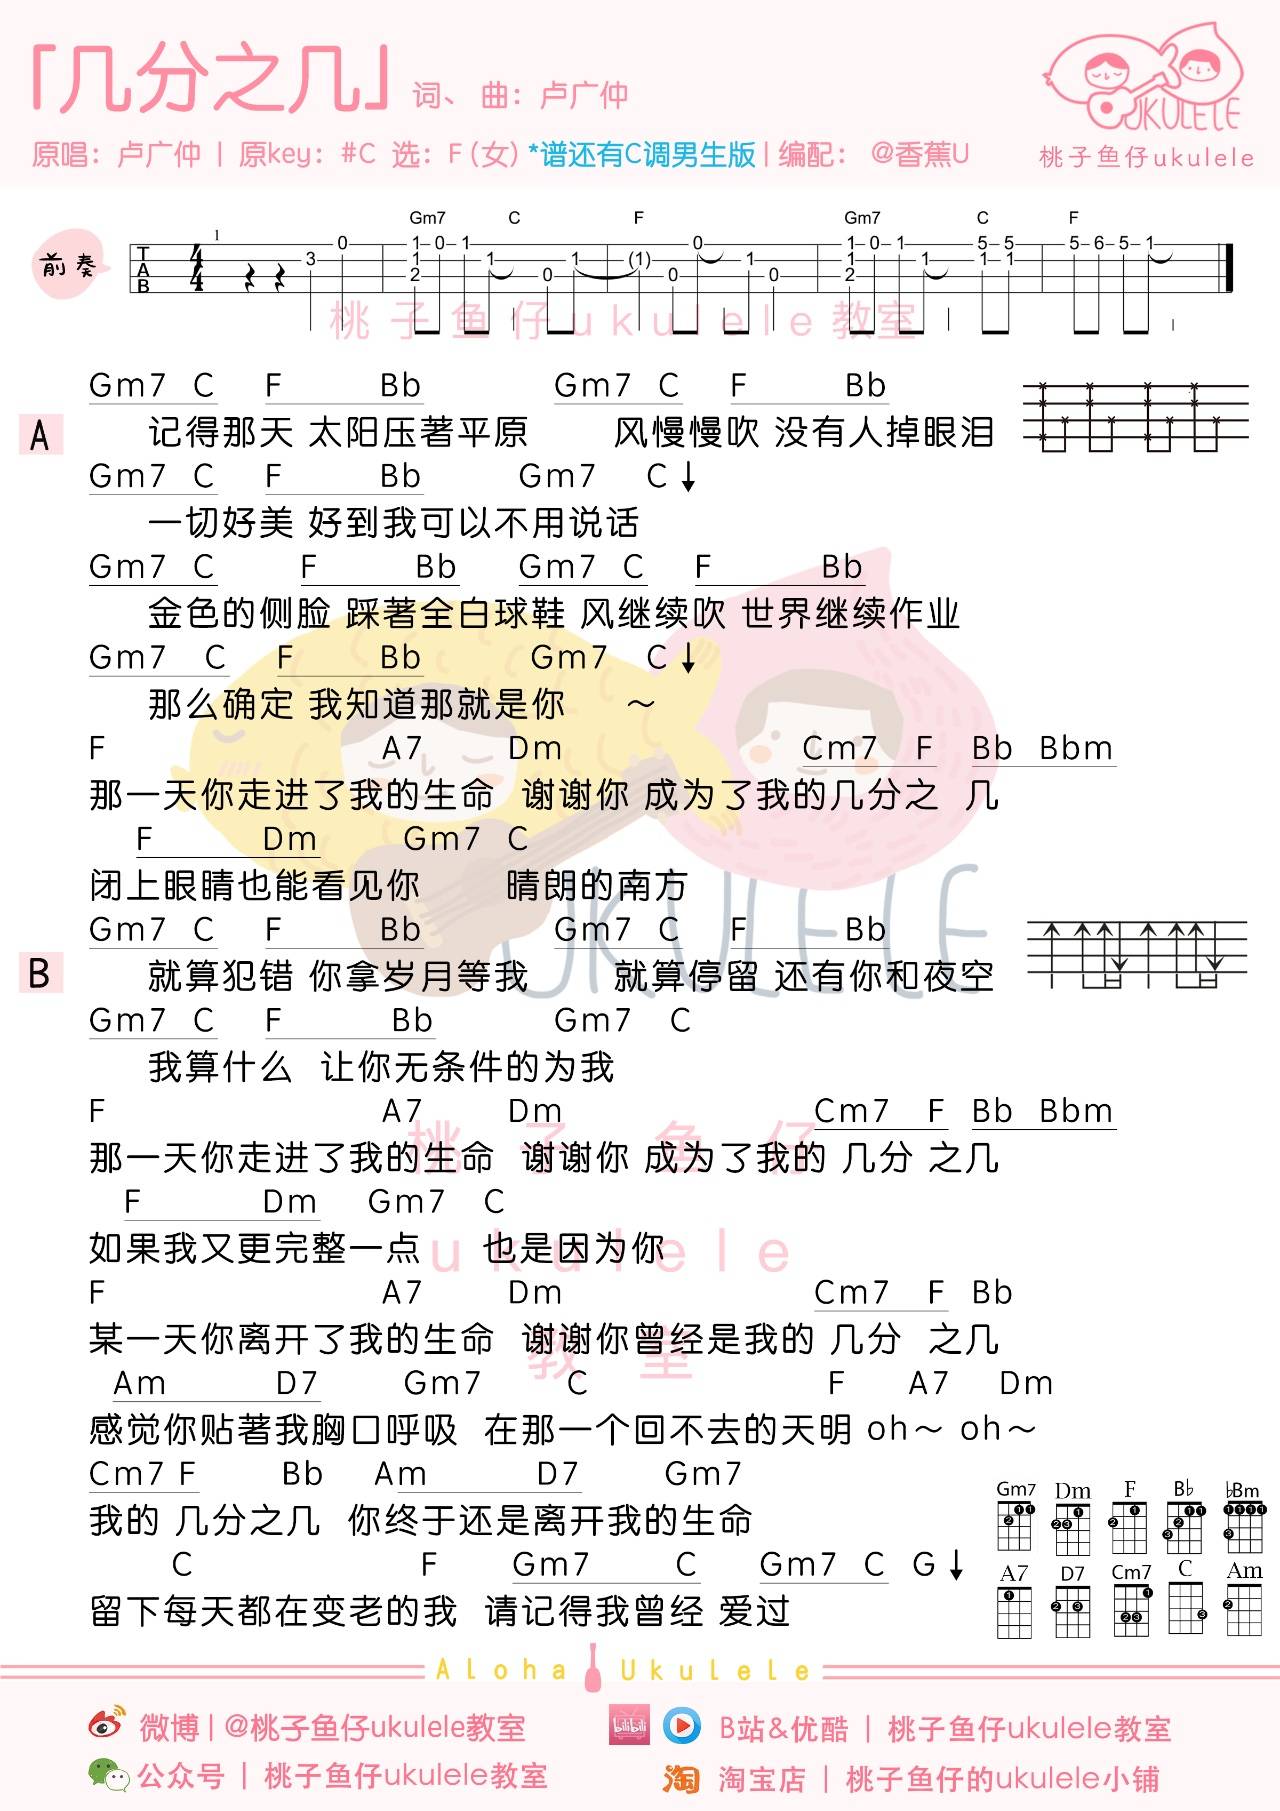 「几分之几」 词、曲：卢广仲
UKULELE
桃子鱼仔ukulele
原唱：卢广仲 | 原key：#C 选：F(女) *谱还有C调男生版 | 编配： @香蕉U
Gm7 C F Gm7 C F
前奏
1
T A B 4 4 3 0 1 1 2 0 1 1 0 1 (1) 0 0 1 0 1 1 2 0 1 1 5 1 5 1 5 6 5 1
桃子鱼仔ukulele教室
Gm7 C F Bb Gm7 C F Bb
A 记得那天 太阳压著平原 风慢慢吹 没有人掉眼泪
Gm7 C F Bb Gm7 C↓
一切好美 好到我可以不用说话
Gm7 C F Bb Gm7 C F Bb
金色的侧脸 踩著全白球鞋 风继续吹 世界继续作业
Gm7 C F Bb Gm7 C↓
那么确定 我知道那就是你 ～
F A7 Dm Cm7 F Bb Bbm
那一天你走进了我的生命 谢谢你 成为了我的几分之 几
F Dm Gm7 C
闭上眼睛也能看见你 晴朗的南方
UKULELE
Gm7 C F Bb Gm7 C F Bb
B 就算犯错 你拿岁月等我 就算停留 还有你和夜空
Gm7 C F Bb Gm7 C
我算什么 让你无条件的为我
F A7 Dm Cm7 F Bb Bbm
桃子鱼仔
那一天你走进了我的生命 谢谢你 成为了我的 几分 之几
F Dm Gm7 C
ukulele
如果我又更完整一点 也是因为你
F A7 Dm Cm7 F Bb
教室
某一天你离开了我的生命 谢谢你曾经是我的 几分 之几
Am D7 Gm7 C F A7 Dm
感觉你贴著我胸口呼吸 在那一个回不去的天明 oh～ oh～
Cm7 F Bb Am D7 Gm7
我的 几分之几 你终于还是离开我的生命
C F Gm7 C Gm7 C G↓
留下每天都在变老的我 请记得我曾经 爱过
Gm7 Dm F B♭ ♭Bm
A7 D7 Cm7 C Am
Aloha Ukulele
微博 | @桃子鱼仔ukulele教室
bilibili B站&优酷 | 桃子鱼仔ukulele教室
公众号 | 桃子鱼仔ukulele教室
淘 淘宝店 | 桃子鱼仔的ukulele小铺